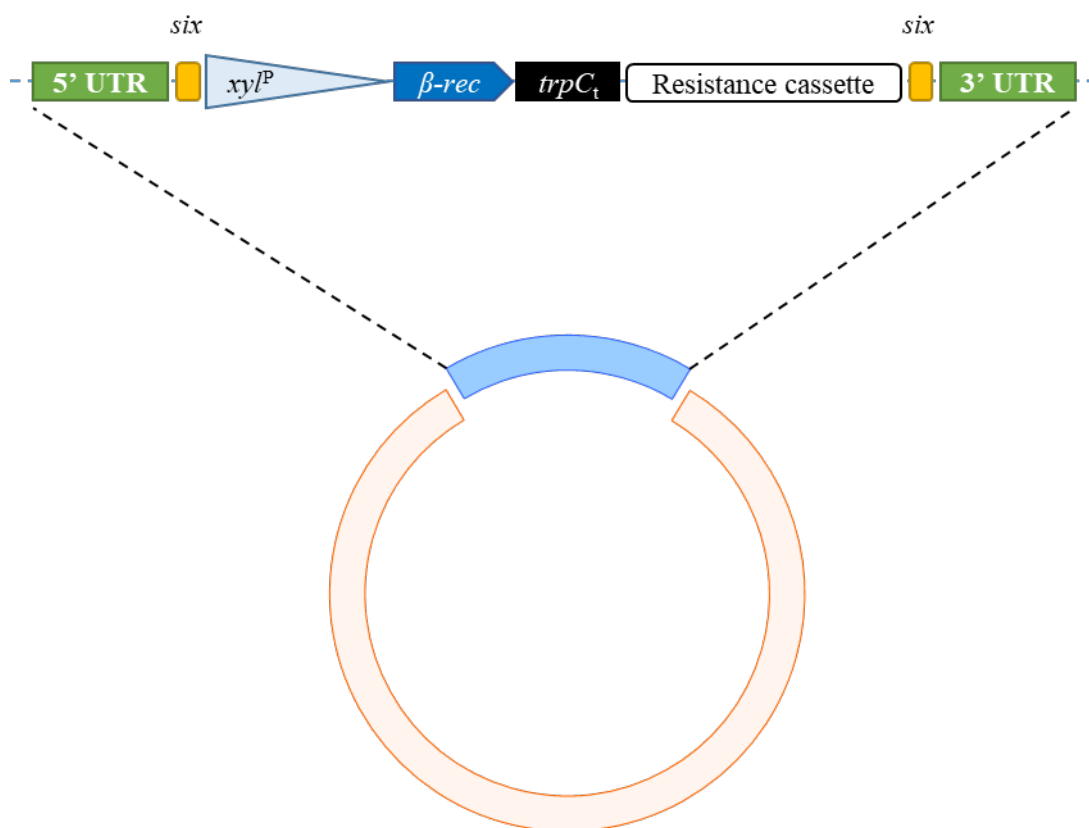 six six
5’ UTR xylᴾ β-rec trpCₜ Resistance cassette 3’ UTR